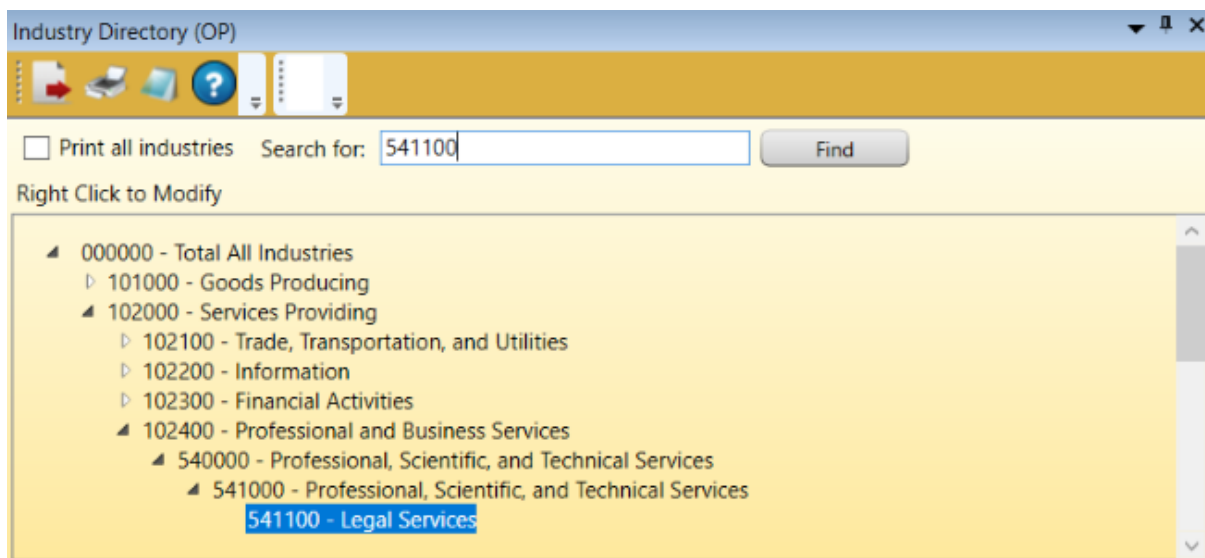 Industry Directory (OP)
?
Print all industries Search for: 541100 Find
Right Click to Modify
000000 - Total All Industries
101000 - Goods Producing
102000 - Services Providing
102100 - Trade, Transportation, and Utilities
102200 - Information
102300 - Financial Activities
102400 - Professional and Business Services
540000 - Professional, Scientific, and Technical Services
541000 - Professional, Scientific, and Technical Services
541100 - Legal Services